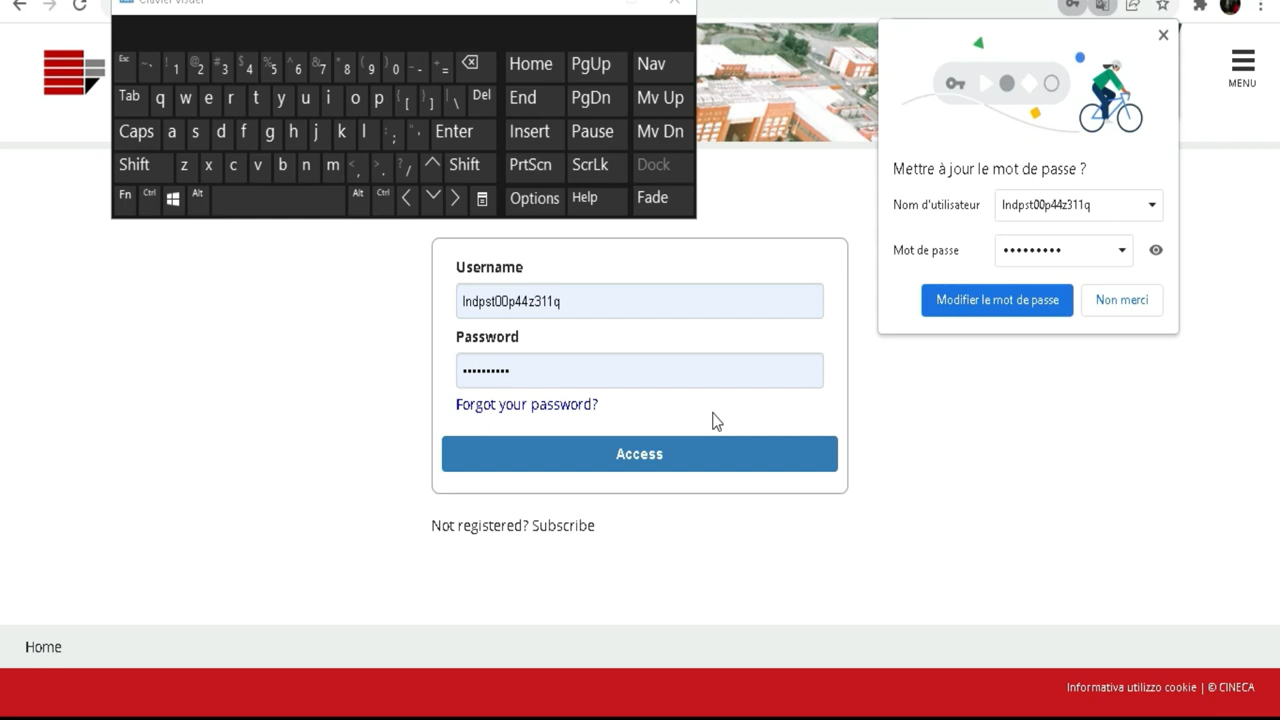 Clavier visuel
Esc ~ ` ! 1 @ 2 # 3 $ 4 % 5 ^ 6 & 7 * 8 ( 9 ) 0 _ - + = Home PgUp Nav
Tab q w e r t y u i o p { [ } ] | \ Del End PgDn Mv Up
Caps a s d f g h j k l : ; " ' Enter Insert Pause Mv Dn
Shift z x c v b n m < , > . ? / Shift PrtScn ScrLk Dock
Fn Ctrl Alt Alt Ctrl Options Help Fade
MENU
Mettre à jour le mot de passe ?
Nom d'utilisateur lndpst00p44z311q
Mot de passe •••••••••
Modifier le mot de passe Non merci
Username
lndpst00p44z311q
Password
••••••••••
Forgot your password?
Access
Not registered? Subscribe
Home
Informativa utilizzo cookie | © CINECA